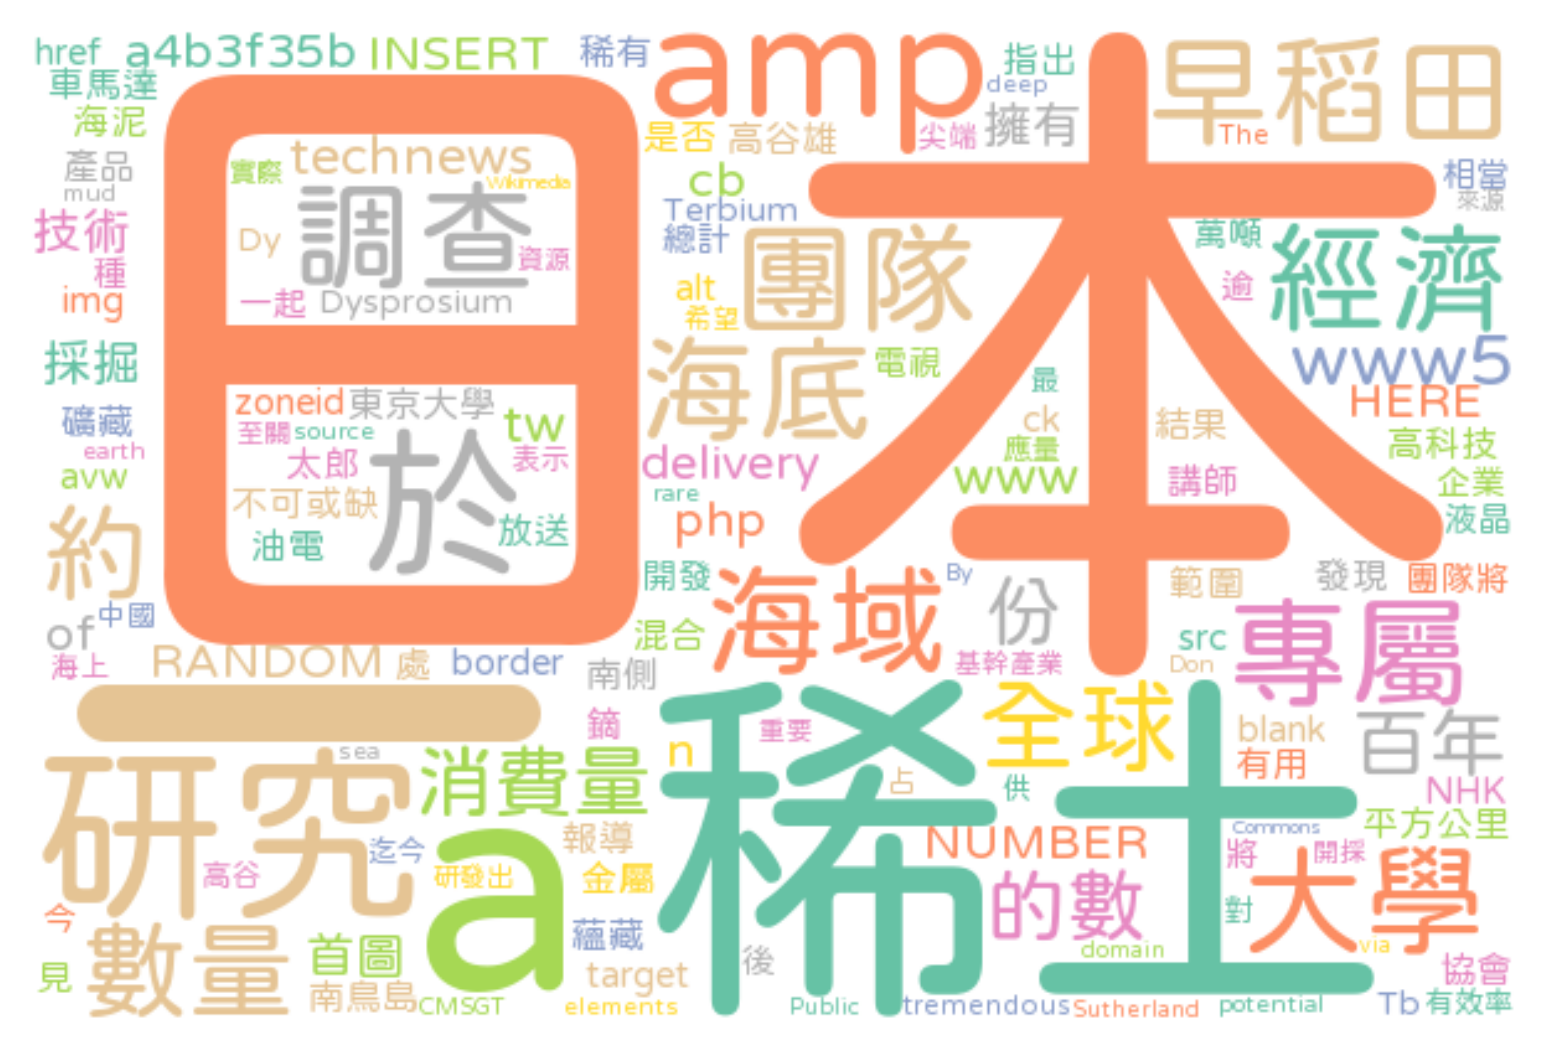 href a4b3f35b INSERT 稀有 amp 指出 早稻田
車馬達 deep
海泥 是否 高谷雄 尖端 擁有 The
日本
產品 實際 technews Wikimedia cb 相當
mud 調查 Terbium 來源
技術 Dy 資源 總計 團隊 萬噸 經濟
種 一起 Dysprosium alt 逾
img 希望
採掘 海底 電視 最 www5
礦藏 zoneid 東京大學 tw ck 結果 HERE
earth 至關 source 太郎 表示 delivery 應量 高科技
avw 於 rare www 講師 企業
約 不可或缺 放送 php 液晶
油電 開發 海域 By 份 範圍 發現 團隊將
of 中國 混合 src 專屬
海上 RANDOM 處 border 南側 基幹產業 Don
一 鏑 重要 全球 blank 百年
研究 sea 消費量 n 稀土 占 供 有用 NHK
迄今 報導 NUMBER Commons 平方公里
高谷 研發出 a 金屬 的數 將 開採 大學
今 數量 首圖 蘊藏 對 via
見 南鳥島 target 後 domain 協會
CMSGT elements Public tremendous Sutherland potential Tb 有效率